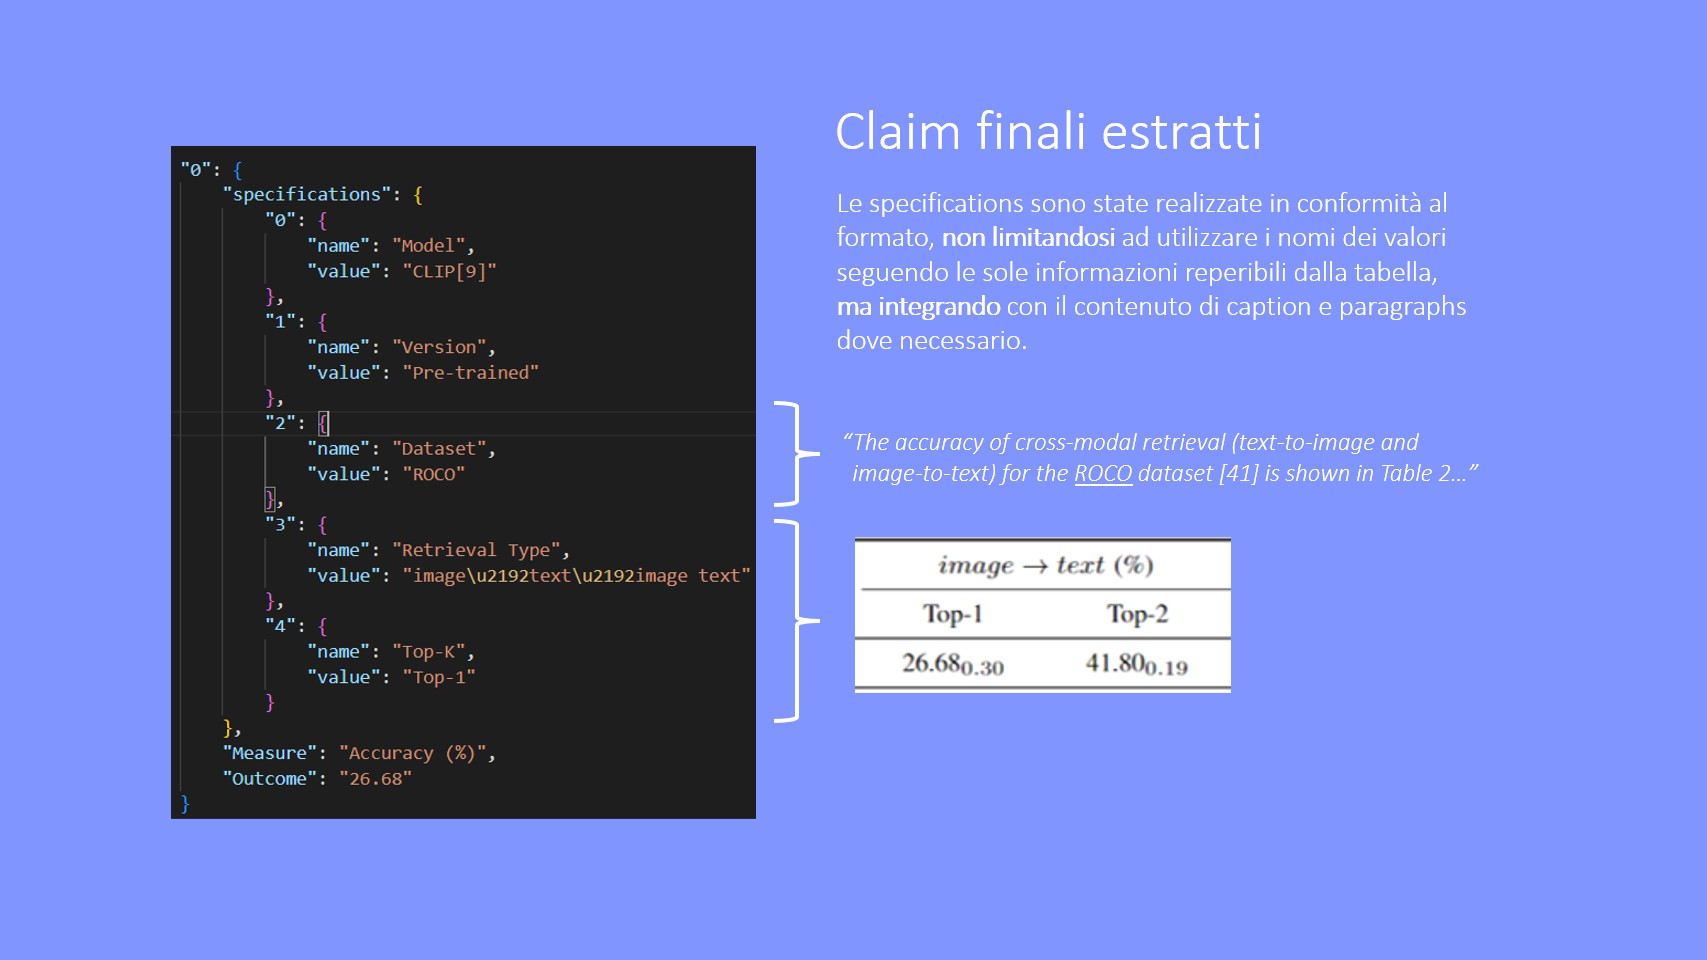 Claim finali estratti
Le specifications sono state realizzate in conformità al
formato, non limitandosi ad utilizzare i nomi dei valori
seguendo le sole informazioni reperibili dalla tabella,
ma integrando con il contenuto di caption e paragraphs
dove necessario.
"0": {
"specifications": {
"0": {
"name": "Model",
"value": "CLIP[9]"
},
"1": {
"name": "Version",
"value": "Pre-trained"
},
"2": {
"name": "Dataset",
"value": "ROCO"
},
"3": {
"name": "Retrieval Type",
"value": "image\u2192text\u2192image text"
},
"4": {
"name": "Top-K",
"value": "Top-1"
}
},
"Measure": "Accuracy (%)",
"Outcome": "26.68"
}
“The accuracy of cross-modal retrieval (text-to-image and
image-to-text) for the ROCO dataset [41] is shown in Table 2…”
image → text (%)
Top-1 Top-2
26.680.30 41.800.19